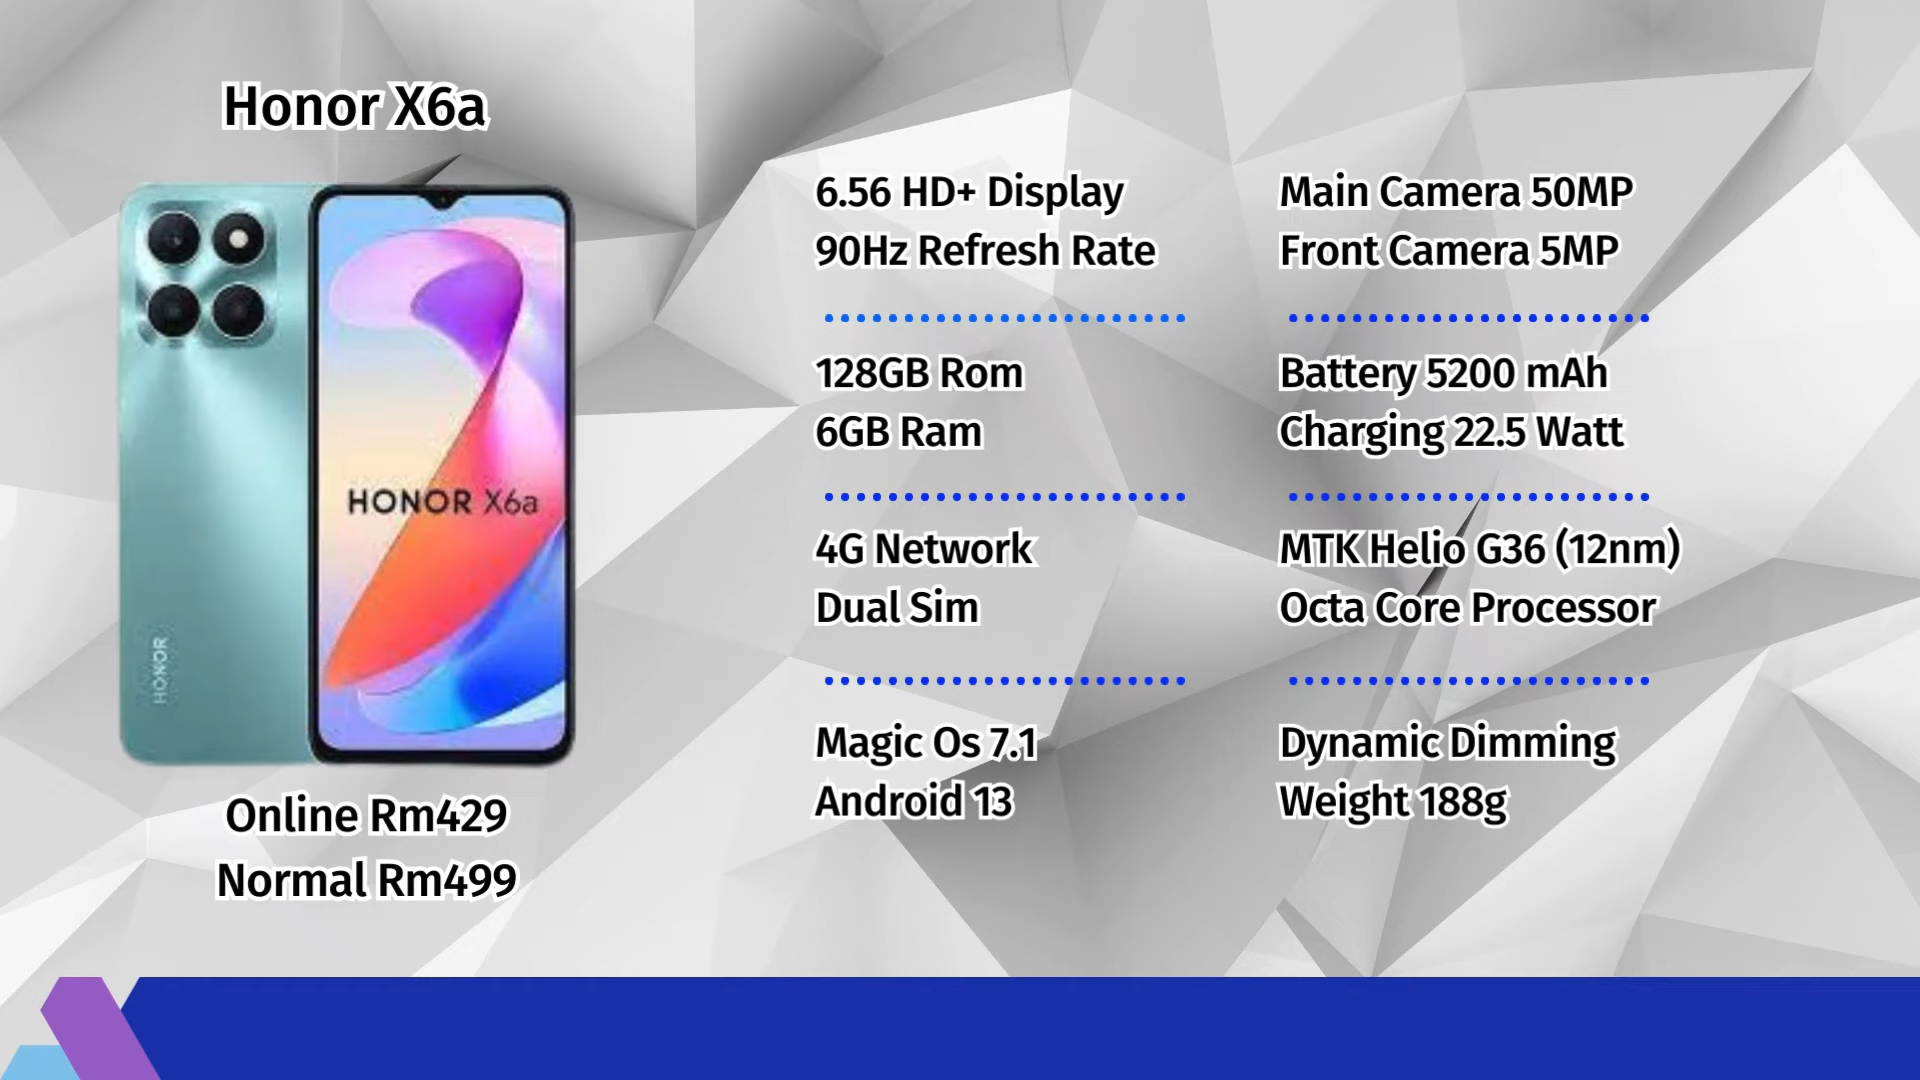 Honor X6a
HONOR X6a
HONOR
Online Rm429
Normal Rm499
6.56 HD+ Display
90Hz Refresh Rate
128GB Rom
6GB Ram
4G Network
Dual Sim
Magic Os 7.1
Android 13
Main Camera 50MP
Front Camera 5MP
Battery 5200 mAh
Charging 22.5 Watt
MTK Helio G36 (12nm)
Octa Core Processor
Dynamic Dimming
Weight 188g